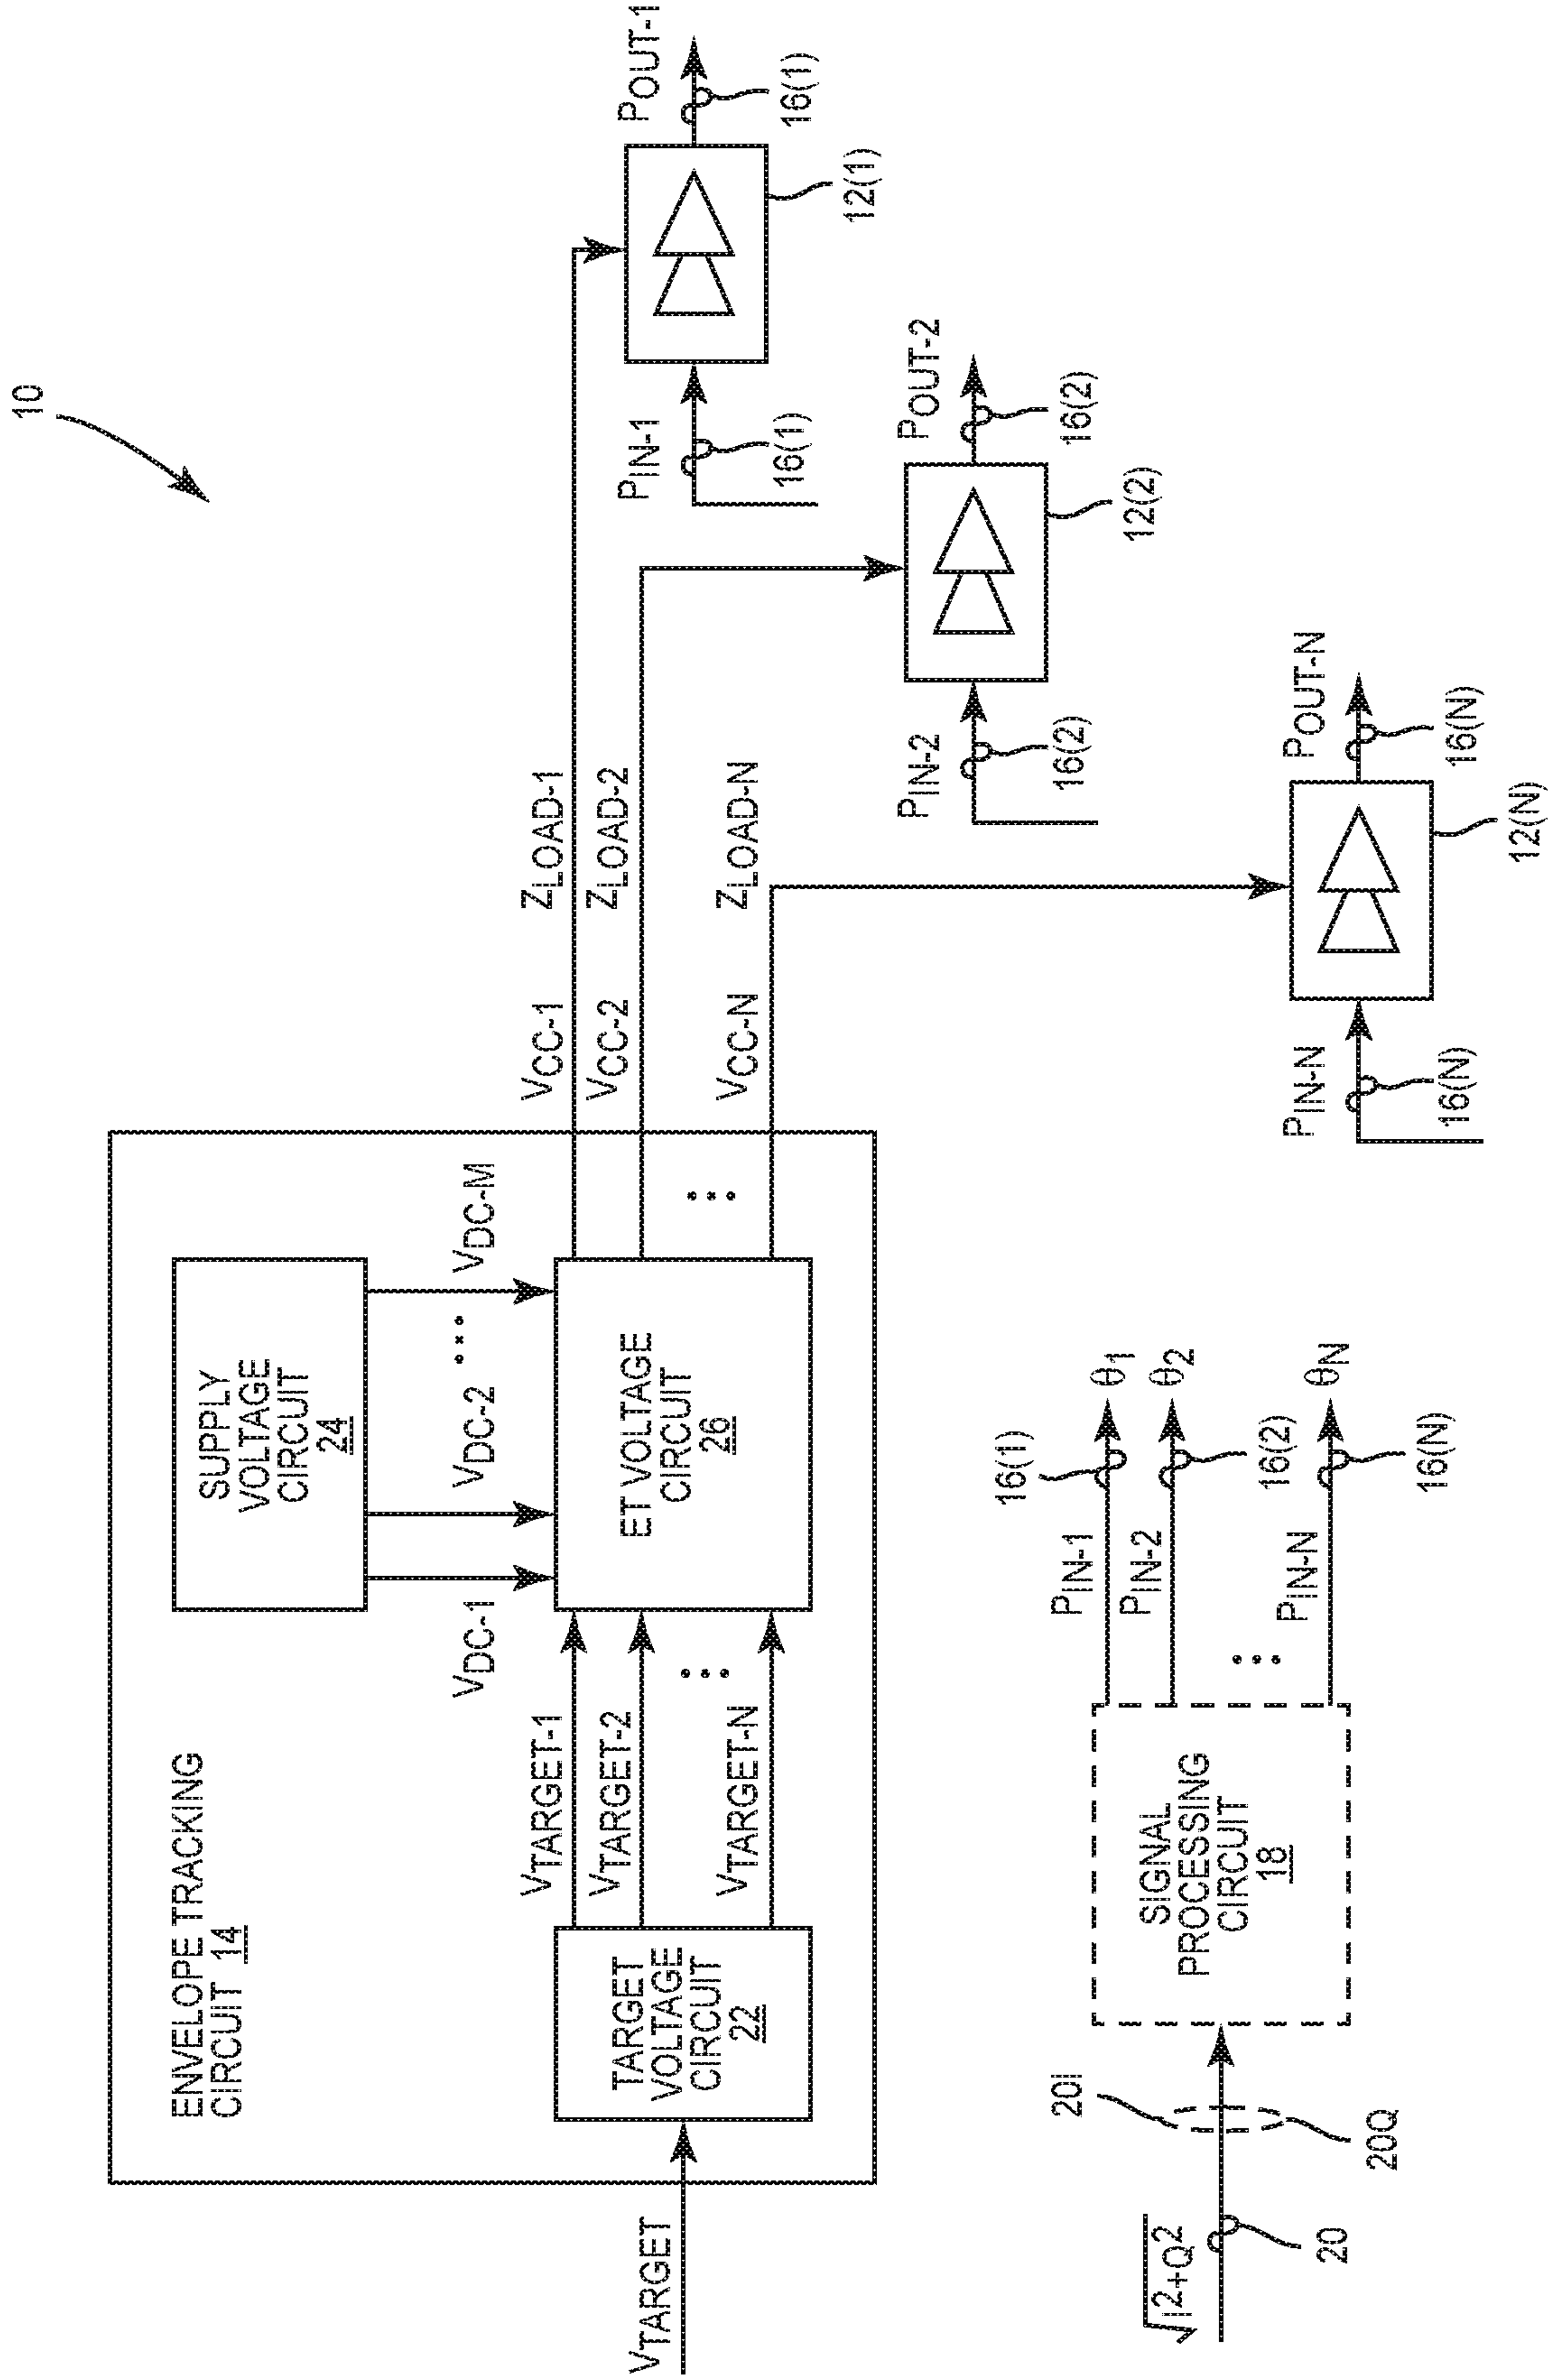 10
ENVELOPE TRACKING
CIRCUIT 14
SUPPLY
VOLTAGE
CIRCUIT
24
VDC-1
VDC-2
•••
VDC-M
VTARGET
TARGET
VOLTAGE
CIRCUIT
22
VTARGET-1
VTARGET-2
•••
VTARGET-N
ET VOLTAGE
CIRCUIT
26
•••
VCC-1
ZLOAD-1
VCC-2
ZLOAD-2
VCC-N
ZLOAD-N
PIN-1
16(1)
POUT-1
16(1)
12(1)
PIN-2
16(2)
POUT-2
16(2)
12(2)
PIN-N
16(N)
POUT-N
16(N)
12(N)
√I²+Q²
20
20I
20Q
SIGNAL
PROCESSING
CIRCUIT
18
PIN-1
16(1)
θ1
PIN-2
16(2)
θ2
•••
PIN-N
16(N)
θN